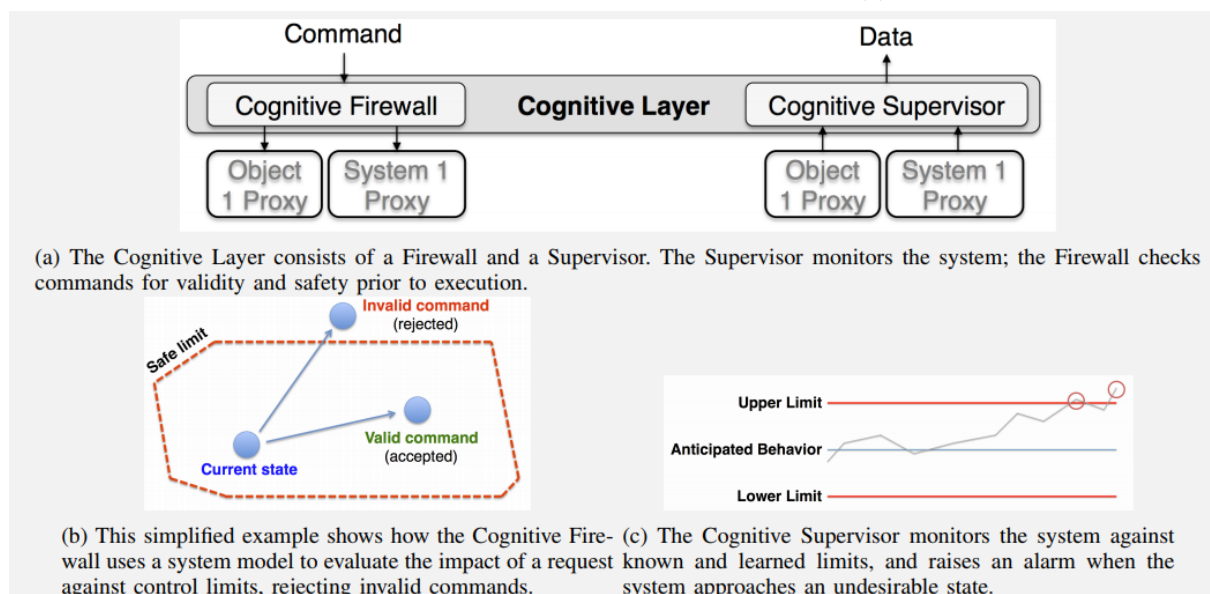 Command
Data
Cognitive Firewall
Cognitive Layer
Cognitive Supervisor
Object
1 Proxy
System 1
Proxy
Object
1 Proxy
System 1
Proxy
(a) The Cognitive Layer consists of a Firewall and a Supervisor. The Supervisor monitors the system; the Firewall checks
commands for validity and safety prior to execution.
Invalid command
(rejected)
Safe limit
Valid command
(accepted)
Current state
Upper Limit
Anticipated Behavior
Lower Limit
(b) This simplified example shows how the Cognitive Fire-
wall uses a system model to evaluate the impact of a request
against control limits, rejecting invalid commands.
(c) The Cognitive Supervisor monitors the system against
known and learned limits, and raises an alarm when the
system approaches an undesirable state.